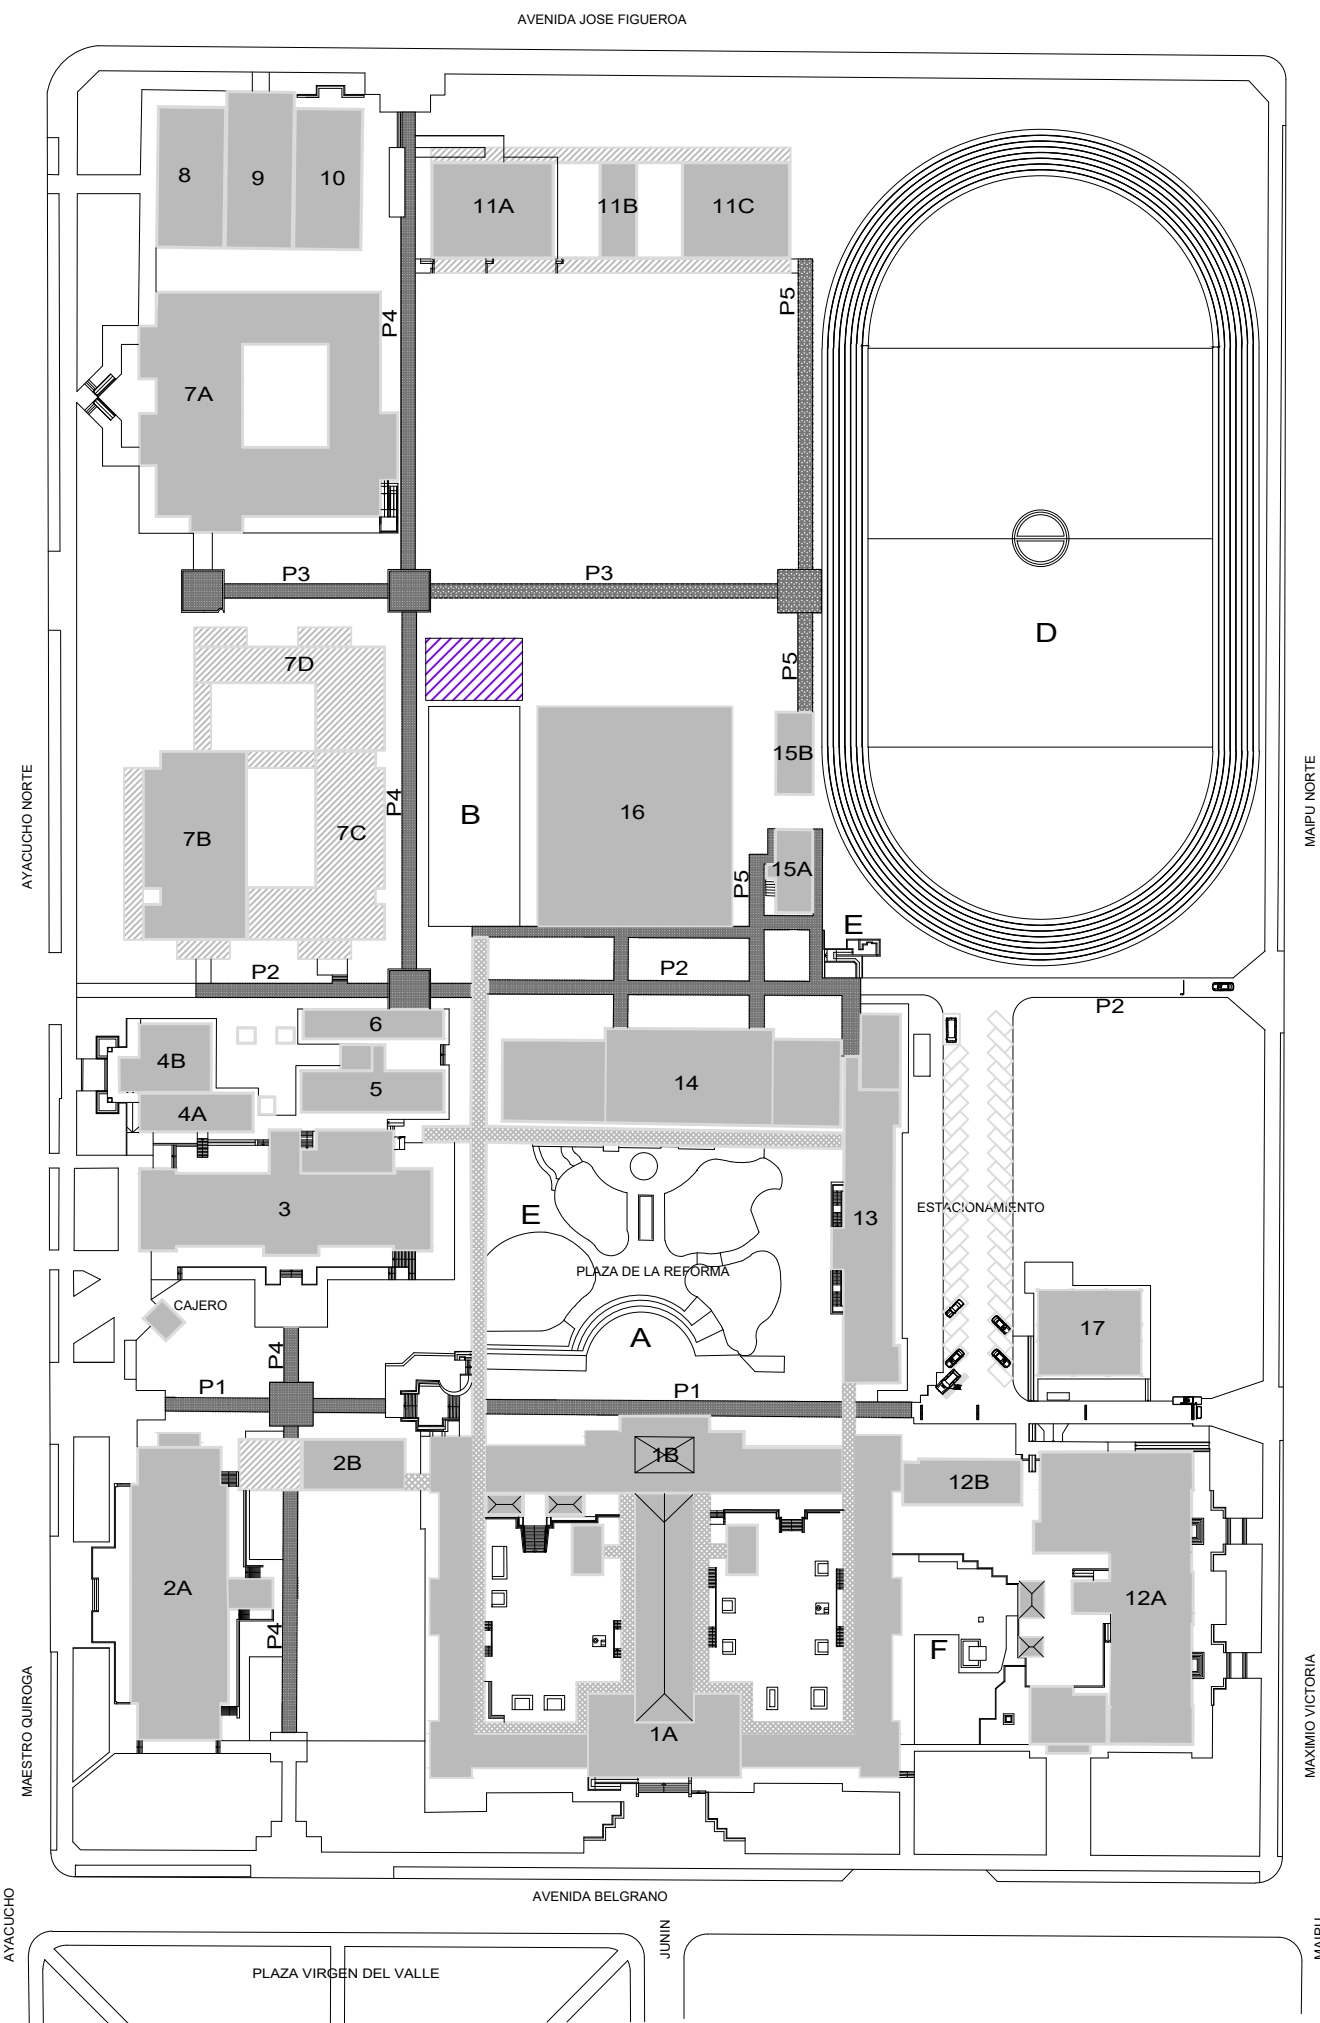 AVENIDA JOSE FIGUEROA
8
9
10
11A
11B
11C
P5
P4
7A
P3
P3
D
7D
P5
15B
AYACUCHO NORTE
MAIPU NORTE
P4
B
16
7B
7C
15A
P5
E
P2
P2
P2
6
4B
5
14
4A
3
E
13
ESTACIONAMIENTO
PLAZA DE LA REFORMA
CAJERO
A
17
P4
P1
P1
1B
2B
12B
2A
12A
P4
F
MAESTRO QUIROGA
MAXIMIO VICTORIA
1A
AVENIDA BELGRANO
AYACUCHO
JUNIN
MAIPU
PLAZA VIRGEN DEL VALLE